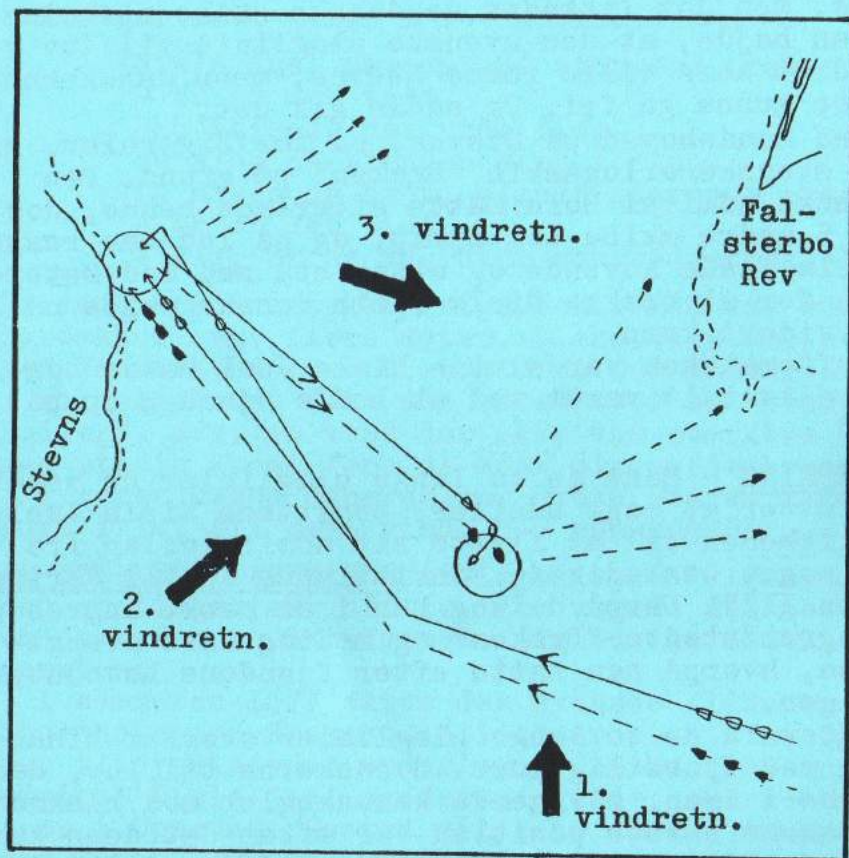 3. vindretn.
Fal-
sterbo
Rev
Stevns
2.
vindretn.
1.
vindretn.